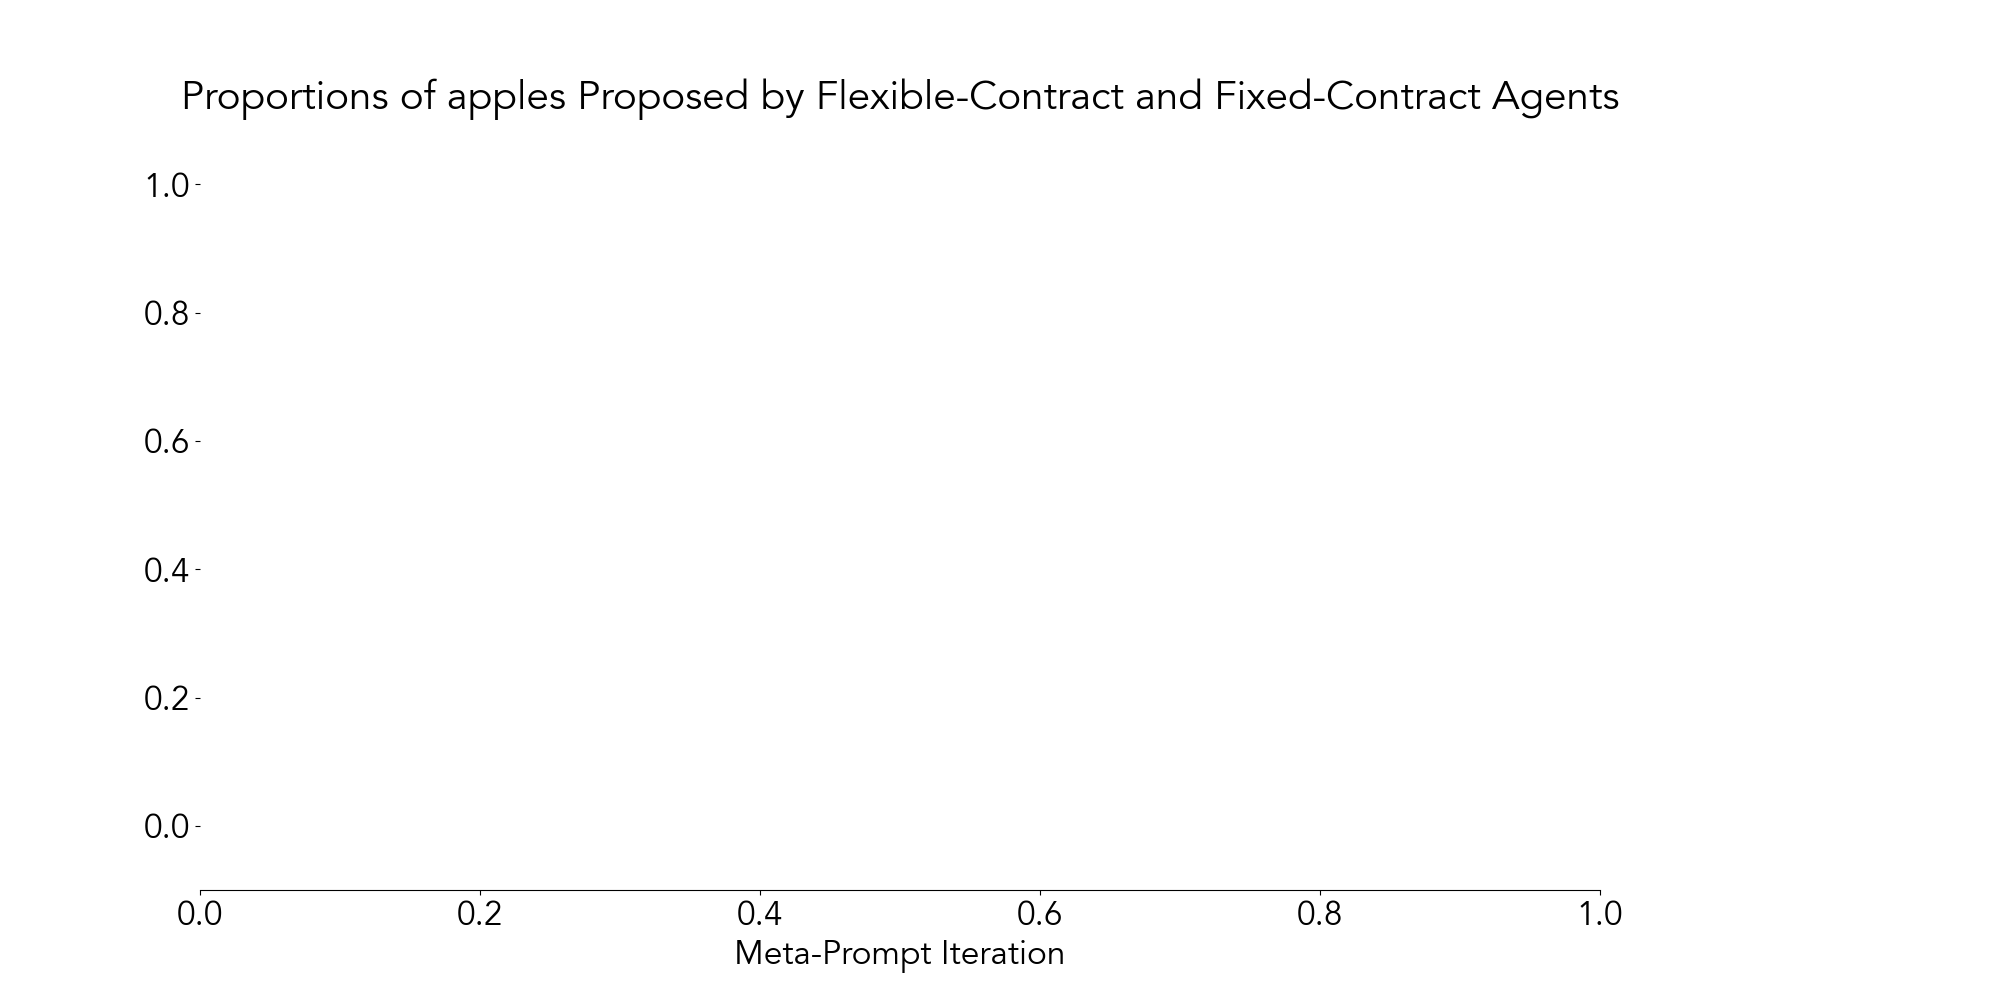 Proportions of apples Proposed by Flexible-Contract and Fixed-Contract Agents
1.0
0.8
0.6
0.4
0.2
0.0
0.0 0.2 0.4 0.6 0.8 1.0
Meta-Prompt Iteration